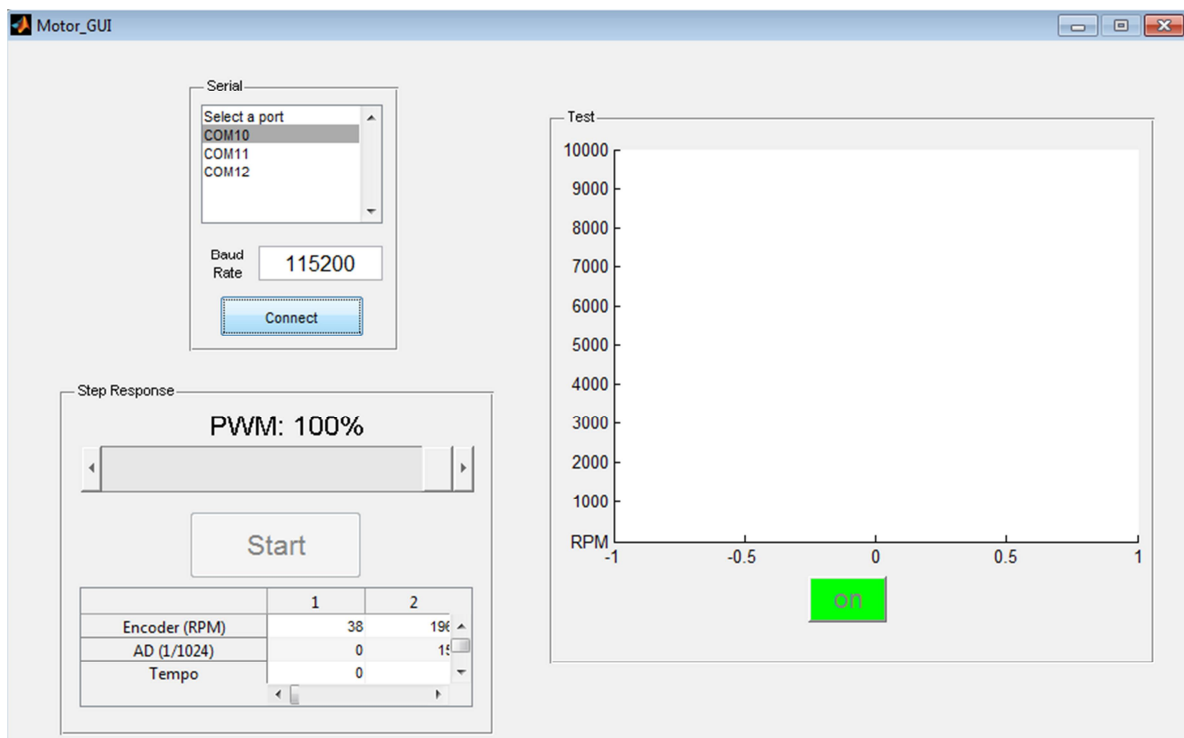 Motor_GUI
Serial
Select a port
COM10
COM11
COM12
Baud
Rate
115200
Connect
Step Response
PWM: 100%
Start
1 2
Encoder (RPM) 38
AD (1/1024) 0
Tempo 0
Test
10000
9000
8000
7000
6000
5000
4000
3000
2000
1000
RPM
-1 -0.5 0 0.5 1
on